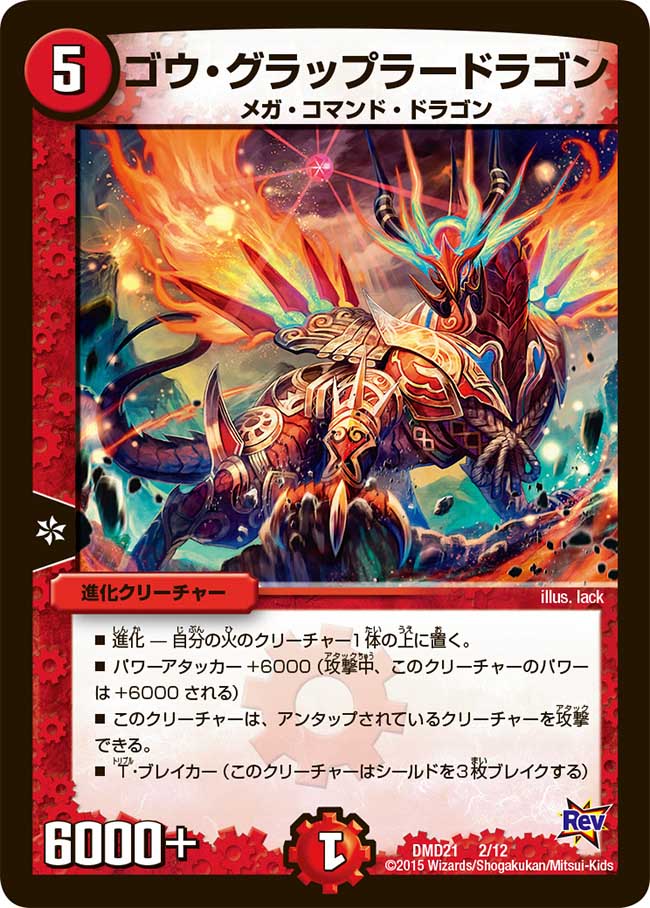 5
ゴウ・グラップラードラゴン
メガ・コマンド・ドラゴン
進化クリーチャー
illus. lack
■ 進化 — 自分の火のクリーチャー1体の上に置く。
■ パワーアタッカー+6000 (攻撃中、このクリーチャーのパワー
は+6000 される)
■ このクリーチャーは、アンタップされているクリーチャーを攻撃
できる。
■ T・ブレイカー (このクリーチャーはシールドを3枚ブレイクする)
6000+
1
Rev
DMD21 2/12
©2015 Wizards/Shogakukan/Mitsui-Kids